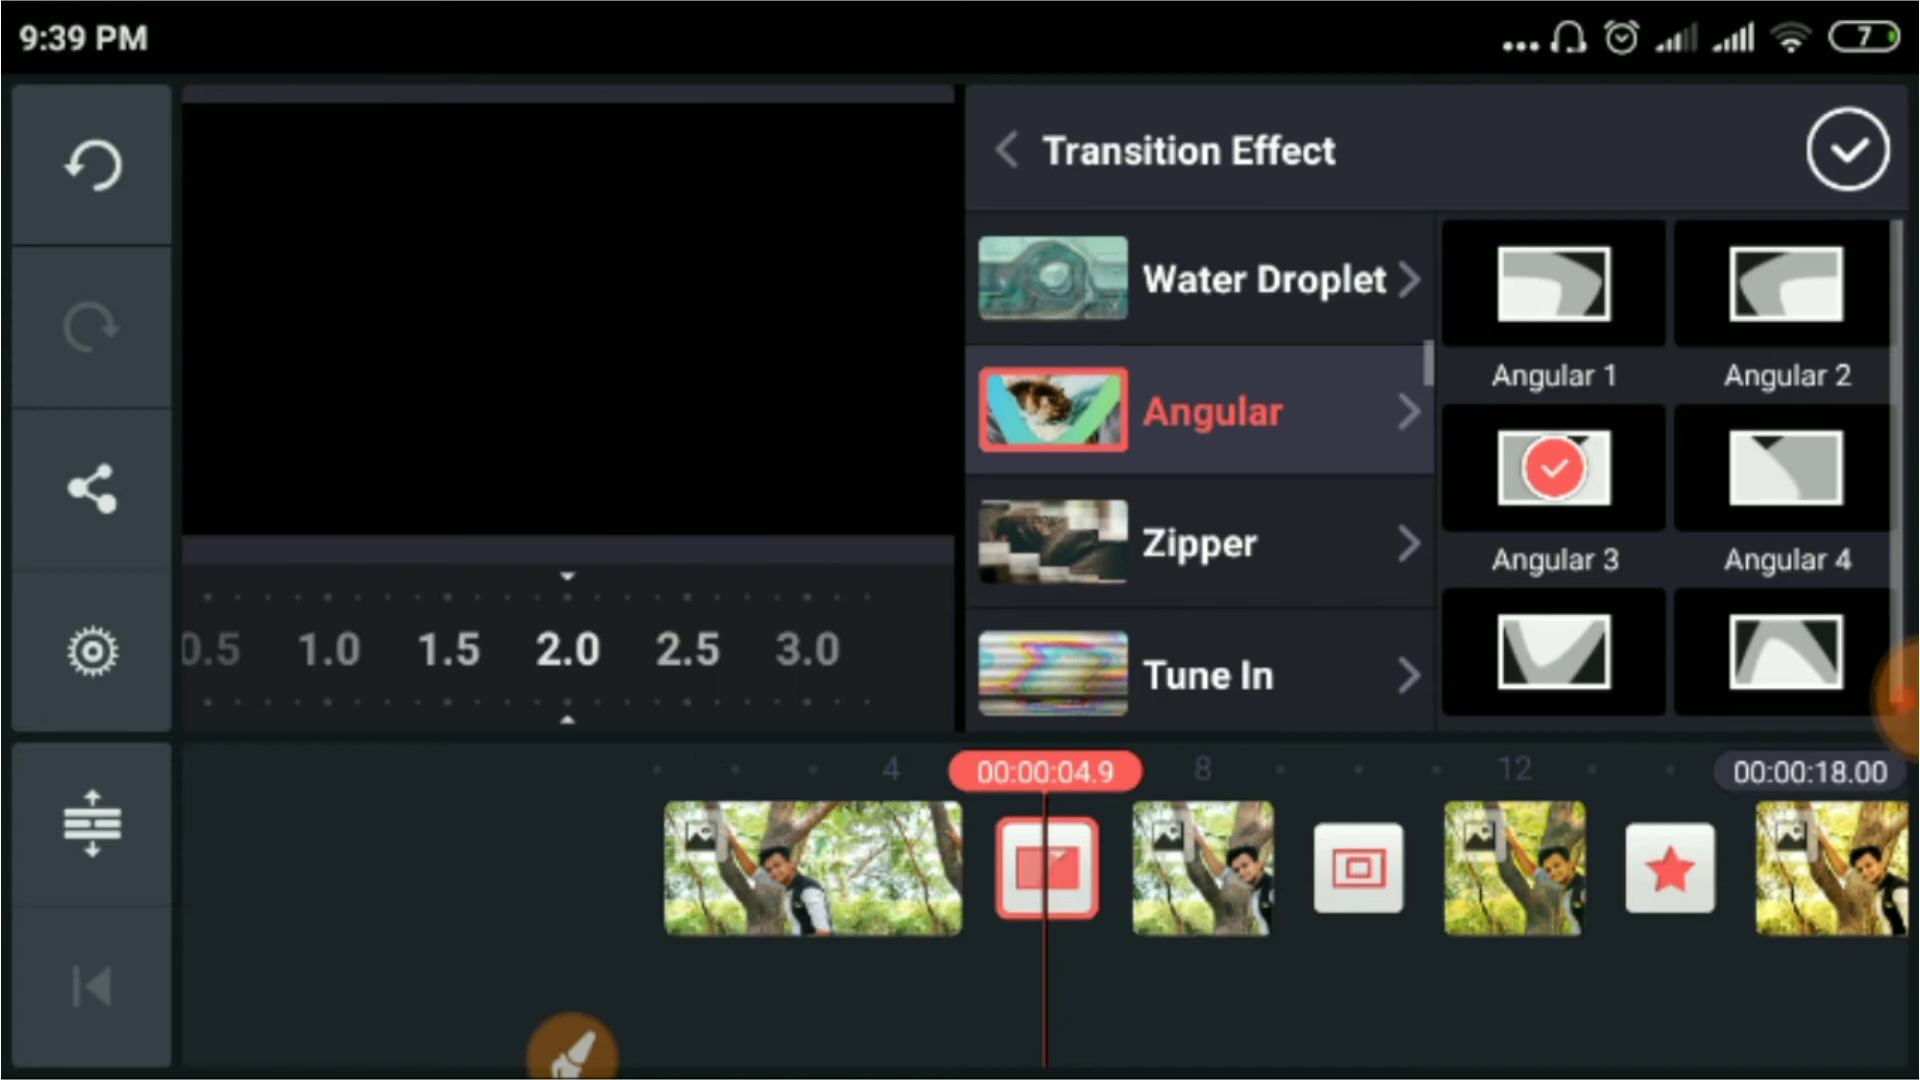 9:39 PM
7
Transition Effect
Water Droplet
Angular
Zipper
Tune In
Angular 1
Angular 2
Angular 3
Angular 4
0.5 1.0 1.5 2.0 2.5 3.0
4 00:00:04.9 8 12 00:00:18.00